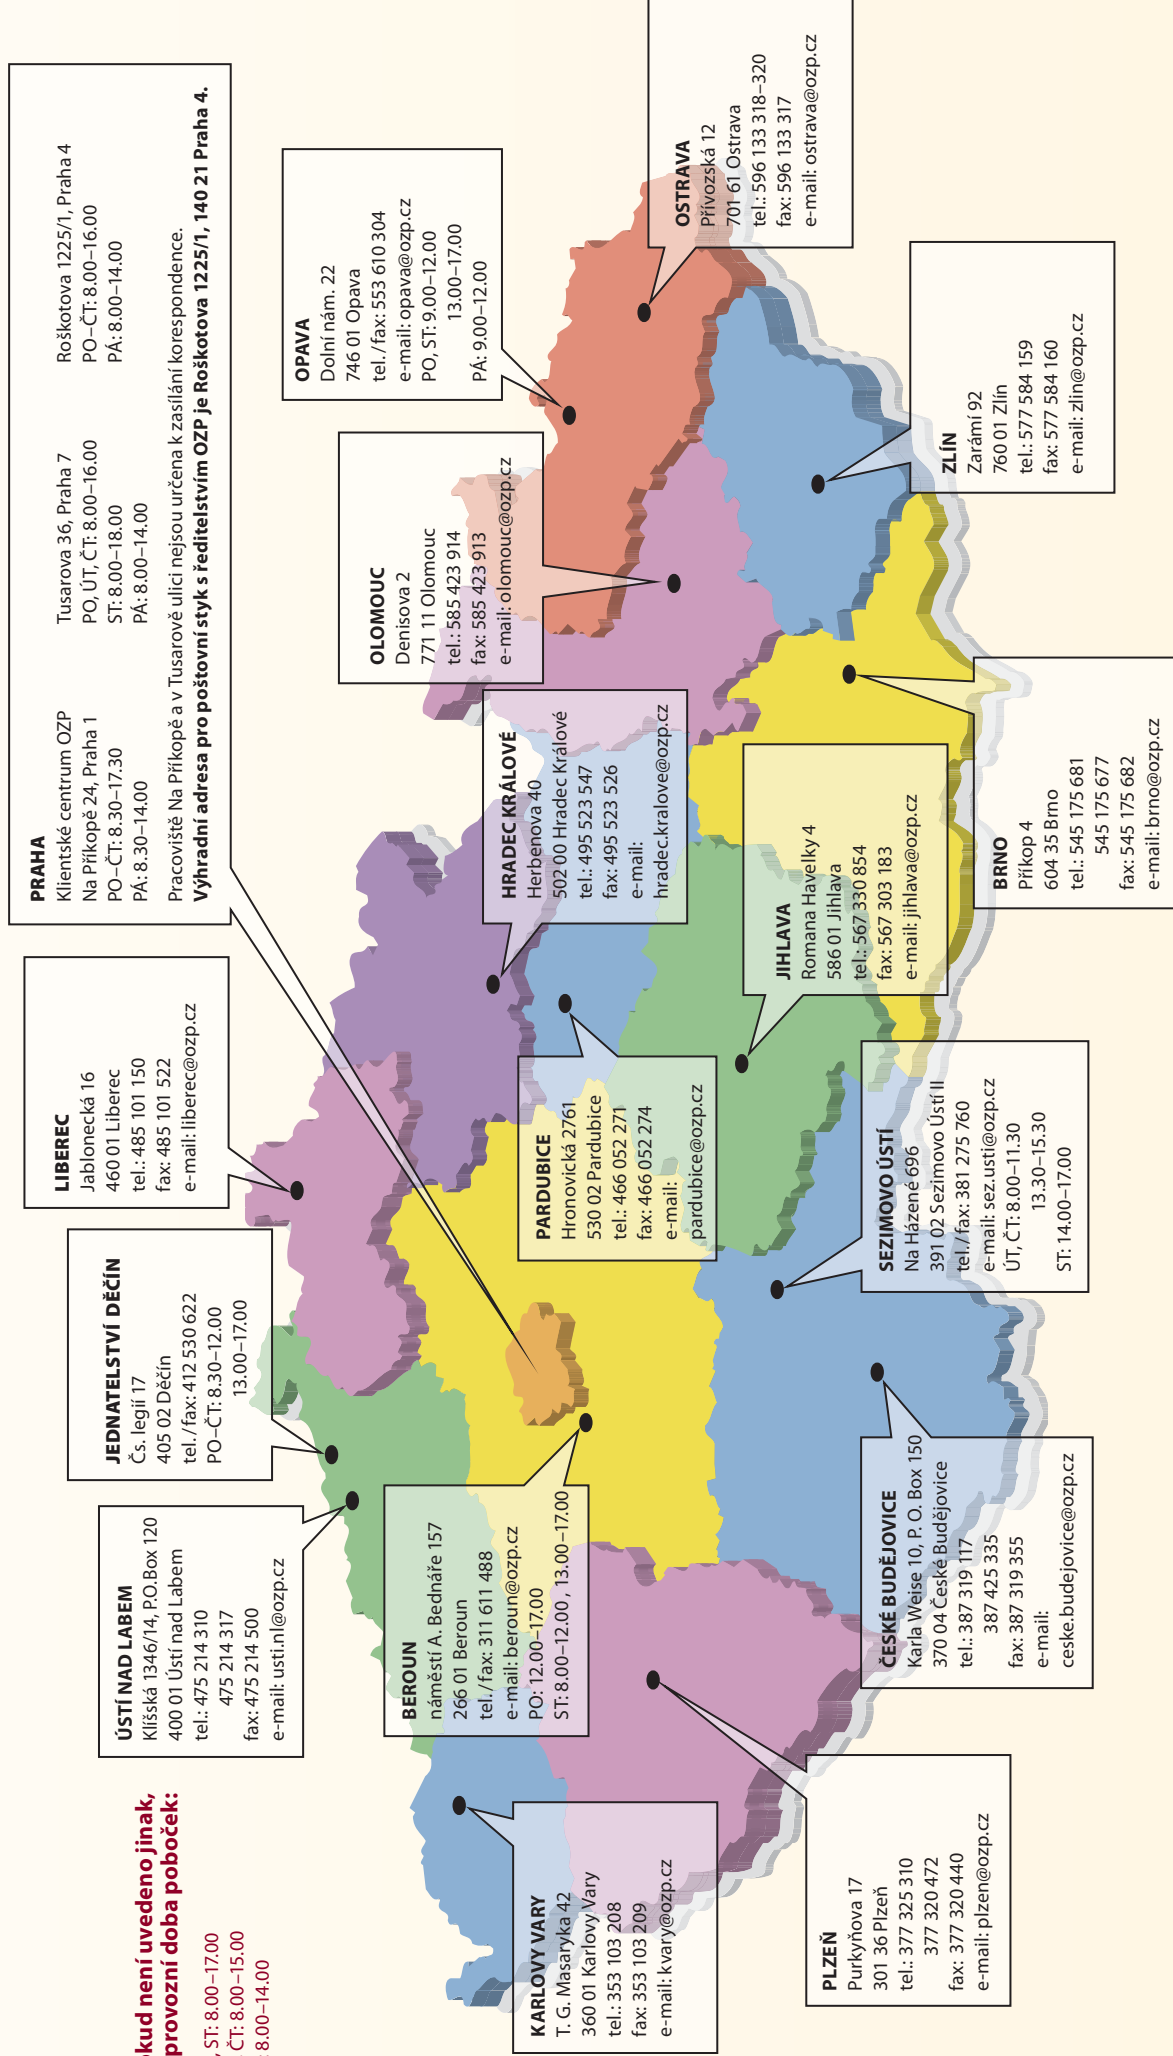 okud není uvedeno jinak,
provozní doba poboček:
ST: 8.00–17.00
ČT: 8.00–15.00
8.00–14.00
KARLOVY VARY
T. G. Masaryka 42
360 01 Karlovy Vary
tel.: 353 103 208
fax: 353 103 209
e-mail: kvary@ozp.cz
PLZEŇ
Purkyňova 17
301 36 Plzeň
tel.: 377 325 310
377 320 472
fax: 377 320 440
e-mail: plzen@ozp.cz
ÚSTÍ NAD LABEM
Klíšská 1346/14, P.O.Box 120
400 01 Ústí nad Labem
tel.: 475 214 310
475 214 317
fax: 475 214 500
e-mail: usti.nl@ozp.cz
BEROUN
náměstí A. Bednáře 157
266 01 Beroun
tel./fax: 311 611 488
e-mail: beroun@ozp.cz
PO: 12.00–17.00
ST: 8.00–12.00 , 13.00–17.00
ČESKÉ BUDĚJOVICE
Karla Weise 10, P. O. Box 150
370 04 České Budějovice
tel.: 387 319 117
387 425 335
fax: 387 319 355
e-mail:
ceske.budejovice@ozp.cz
JEDNATELSTVÍ DĚČÍN
Čs. legií 17
405 02 Děčín
tel./fax: 412 530 622
PO–ČT: 8.30–12.00
13.00–17.00
LIBEREC
Jablonecká 16
460 01 Liberec
tel.: 485 101 150
fax: 485 101 522
e-mail: liberec@ozp.cz
PARDUBICE
Hronovická 2761
530 02 Pardubice
tel.: 466 052 271
fax: 466 052 274
e-mail:
pardubice@ozp.cz
SEZIMOVO ÚSTÍ
Na Házené 696
391 02 Sezimovo Ústí II
tel./fax: 381 275 760
e-mail: sez.usti@ozp.cz
ÚT, ČT: 8.00–11.30
13.30–15.30
ST: 14.00–17.00
PRAHA
Klientské centrum OZP
Na Příkopě 24, Praha 1
PO–ČT: 8.30–17.30
PÁ: 8.30–14.00
Tusarova 36, Praha 7
PO, ÚT, ČT: 8.00–16.00
ST: 8.00–18.00
PÁ: 8.00–14.00
Roškotova 1225/1, Praha 4
PO–ČT: 8.00–16.00
PÁ: 8.00–14.00
Pracoviště Na Příkopě a v Tusarově ulici nejsou určena k zasílání korespondence.
Výhradní adresa pro poštovní styk s ředitelstvím OZP je Roškotova 1225/1, 140 21 Praha 4.
HRADEC KRÁLOVÉ
Herbenova 40
502 00 Hradec Králové
tel.: 495 523 547
fax: 495 523 526
e-mail:
hradec.kralove@ozp.cz
JIHLAVA
Romana Havelky 4
586 01 Jihlava
tel.: 567 330 854
fax: 567 303 183
e-mail: jihlava@ozp.cz
BRNO
Příkop 4
604 35 Brno
tel.: 545 175 681
545 175 677
fax: 545 175 682
e-mail: brno@ozp.cz
OLOMOUC
Denisova 2
771 11 Olomouc
tel.: 585 423 914
fax: 585 423 913
e-mail: olomouc@ozp.cz
OPAVA
Dolní nám. 22
746 01 Opava
tel./fax: 553 610 304
e-mail: opava@ozp.cz
PO, ST: 9.00–12.00
13.00–17.00
PÁ: 9.00–12.00
ZLÍN
Zarámí 92
760 01 Zlín
tel.: 577 584 159
fax: 577 584 160
e-mail: zlin@ozp.cz
OSTRAVA
Přívozská 12
701 61 Ostrava
tel.: 596 133 318–320
fax: 596 133 317
e-mail: ostrava@ozp.cz